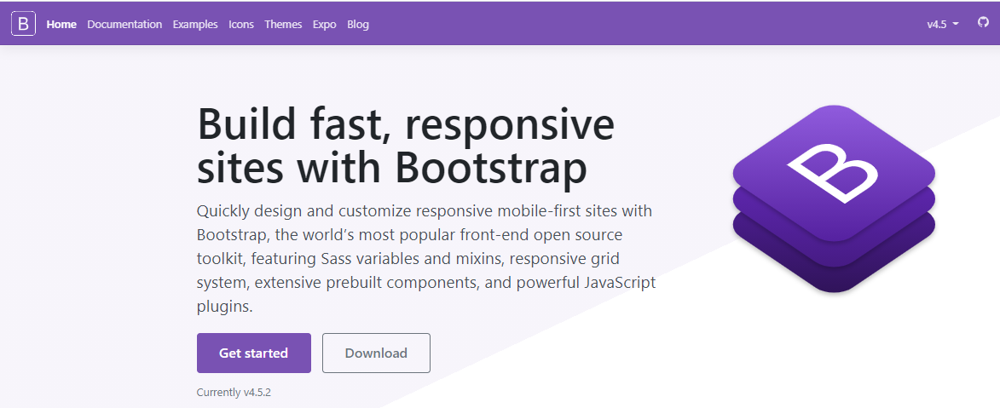 B Home Documentation Examples Icons Themes Expo Blog v4.5
Build fast, responsive
sites with Bootstrap
Quickly design and customize responsive mobile-first sites with
Bootstrap, the world’s most popular front-end open source
toolkit, featuring Sass variables and mixins, responsive grid
system, extensive prebuilt components, and powerful JavaScript
plugins.
Get started Download
Currently v4.5.2
B